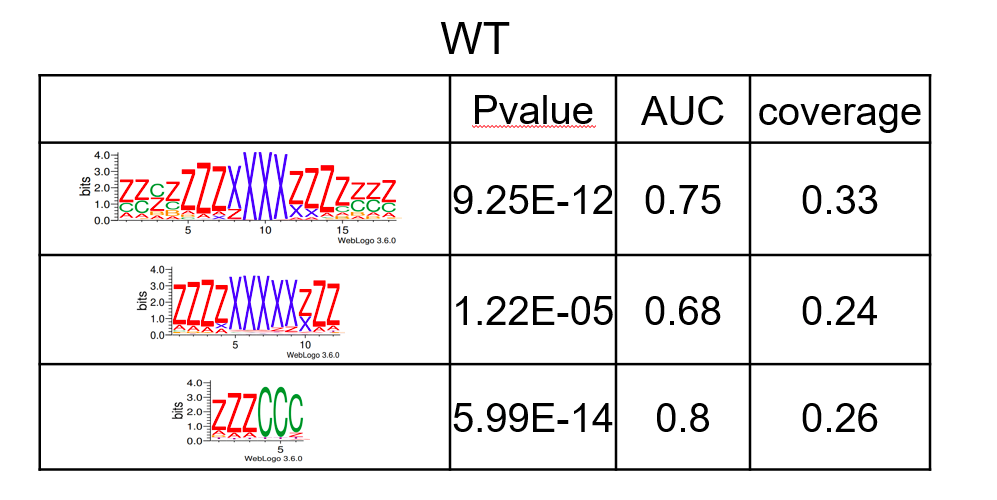 WT
Pvalue AUC coverage
4.0
3.0
2.0
1.0
0.0
bits
5 10 15
WebLogo 3.6.0
9.25E-12 0.75 0.33
4.0
3.0
2.0
1.0
0.0
bits
5 10
WebLogo 3.6.0
1.22E-05 0.68 0.24
4.0
3.0
2.0
1.0
0.0
bits
ZZZCCC
5
WebLogo 3.6.0
5.99E-14 0.8 0.26